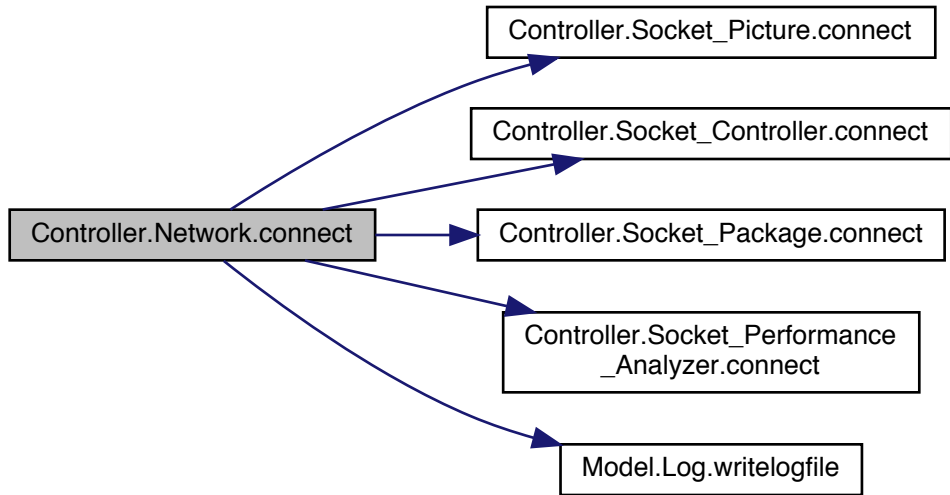 Controller.Socket_Picture.connect
Controller.Socket_Controller.connect
Controller.Network.connect
Controller.Socket_Package.connect
Controller.Socket_Performance
_Analyzer.connect
Model.Log.writelogfile